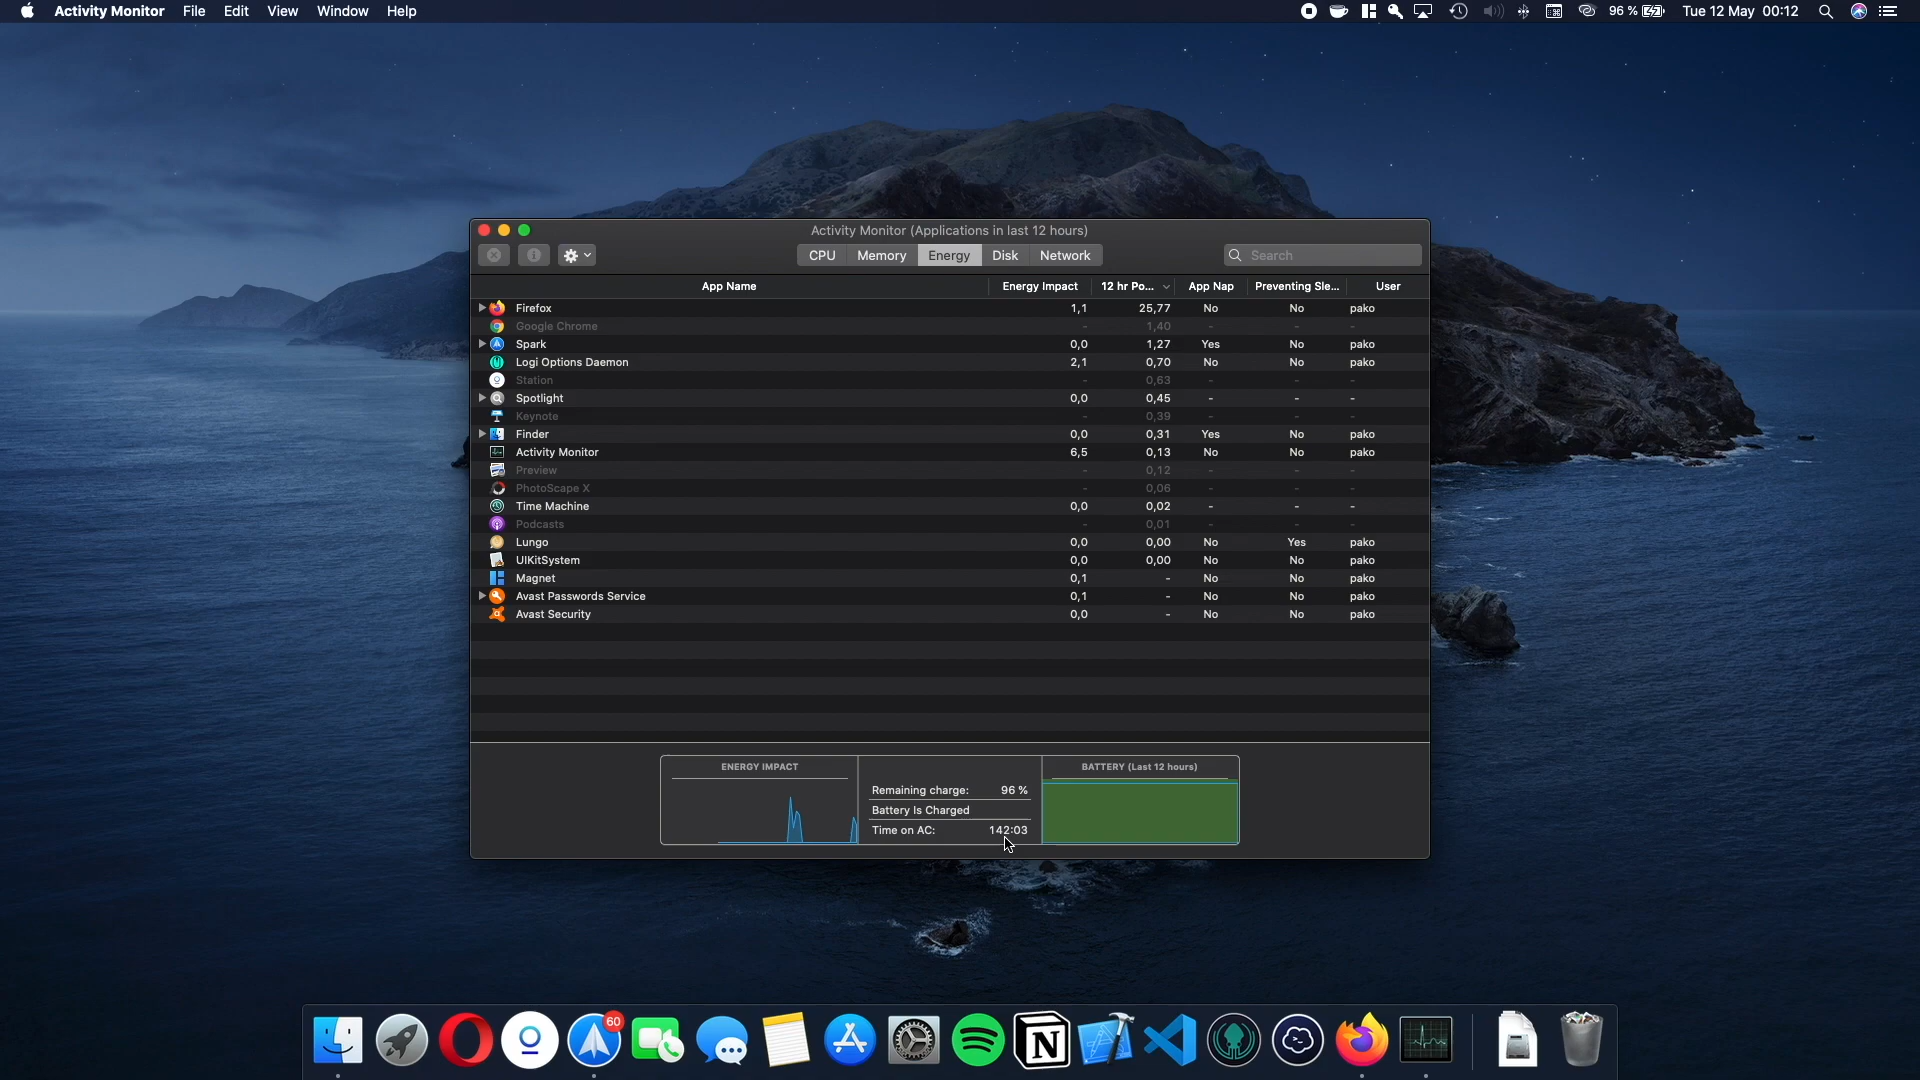 Activity Monitor File Edit View Window Help 96 % Tue 12 May 00:12
Activity Monitor (Applications in last 12 hours)
CPU Memory Energy Disk Network Search
App Name Energy Impact 12 hr Po... App Nap Preventing Sle... User
Firefox 1,1 25,77 No No pako
Google Chrome - 1,40 - - -
Spark 0,0 1,27 Yes No pako
Logi Options Daemon 2,1 0,70 No No pako
Station - 0,63 - - -
Spotlight 0,0 0,45 - - -
Keynote - 0,39 - - -
Finder 0,0 0,31 Yes No pako
Activity Monitor 6,5 0,13 No No pako
Preview - 0,12 - - -
PhotoScape X - 0,06 - - -
Time Machine 0,0 0,02 - - -
Podcasts - 0,01 - - -
Lungo 0,0 0,00 No Yes pako
UIKitSystem 0,0 0,00 No No pako
Magnet 0,1 - No No pako
Avast Passwords Service 0,1 - No No pako
Avast Security 0,0 - No No pako
ENERGY IMPACT BATTERY (Last 12 hours)
Remaining charge: 96 %
Battery Is Charged
Time on AC: 142:03
60